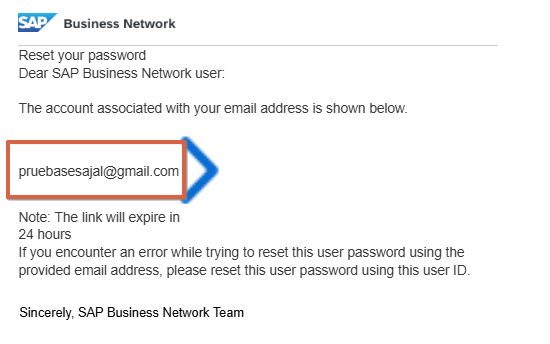 SAP Business Network
Reset your password
Dear SAP Business Network user:
The account associated with your email address is shown below.
pruebasesajal@gmail.com
Note: The link will expire in
24 hours
If you encounter an error while trying to reset this user password using the
provided email address, please reset this user password using this user ID.
Sincerely, SAP Business Network Team